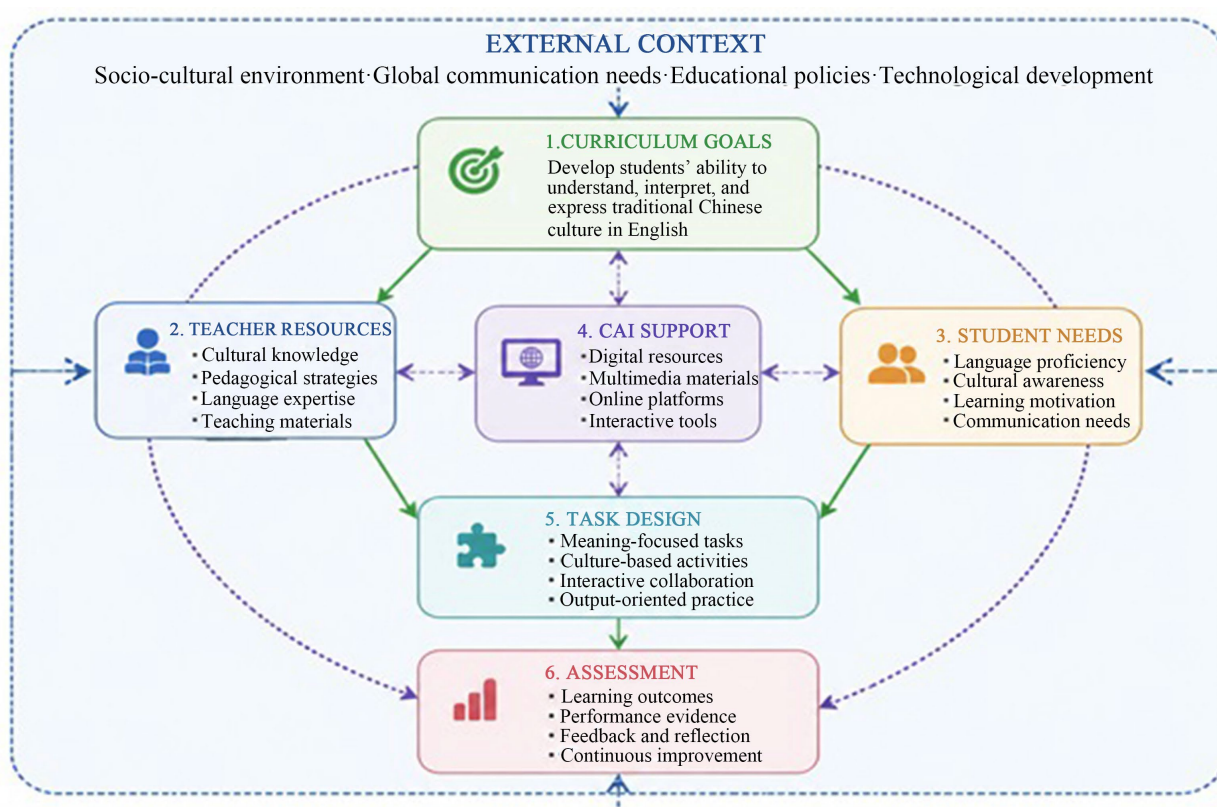 EXTERNAL CONTEXT
Socio-cultural environment·Global communication needs·Educational policies·Technological development
1.CURRICULUM GOALS
Develop students’ ability to
understand, interpret, and
express traditional Chinese
culture in English
2. TEACHER RESOURCES
▪ Cultural knowledge
▪ Pedagogical strategies
▪ Language expertise
▪ Teaching materials
4. CAI SUPPORT
▪ Digital resources
▪ Multimedia materials
▪ Online platforms
▪ Interactive tools
3. STUDENT NEEDS
▪ Language proficiency
▪ Cultural awareness
▪ Learning motivation
▪ Communication needs
5. TASK DESIGN
▪ Meaning-focused tasks
▪ Culture-based activities
▪ Interactive collaboration
▪ Output-oriented practice
6. ASSESSMENT
▪ Learning outcomes
▪ Performance evidence
▪ Feedback and reflection
▪ Continuous improvement